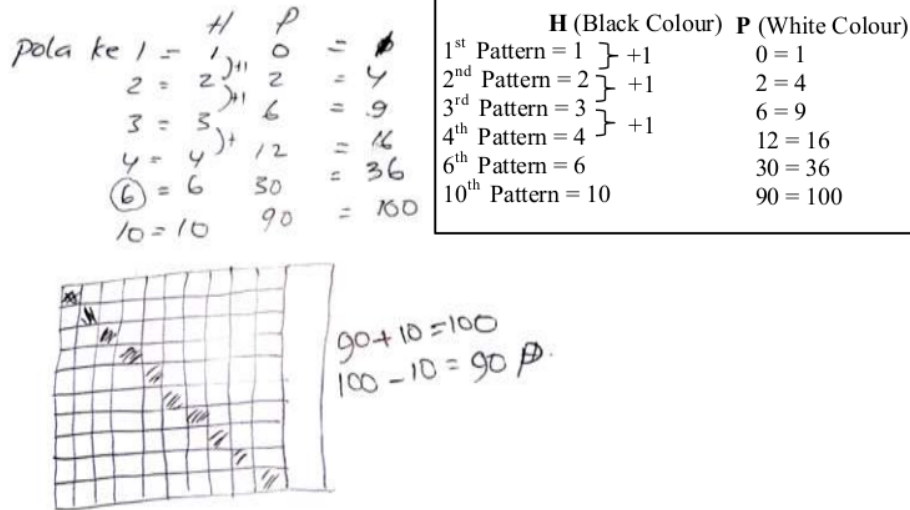 H P
pola ke 1 = 1 0 =
2 = 2 )+1 2 = 4
3 = 3 )+1 6 = 9
4 = 4 )+ 12 = 16
6 = 6 30 = 36
10 = 10 90 = 100
90 + 10 = 100
100 - 10 = 90 P.
H (Black Colour) P (White Colour)
1st Pattern = 1 } +1 0 = 1
2nd Pattern = 2 } +1 2 = 4
3rd Pattern = 3 } +1 6 = 9
4th Pattern = 4 12 = 16
6th Pattern = 6 30 = 36
10th Pattern = 10 90 = 100